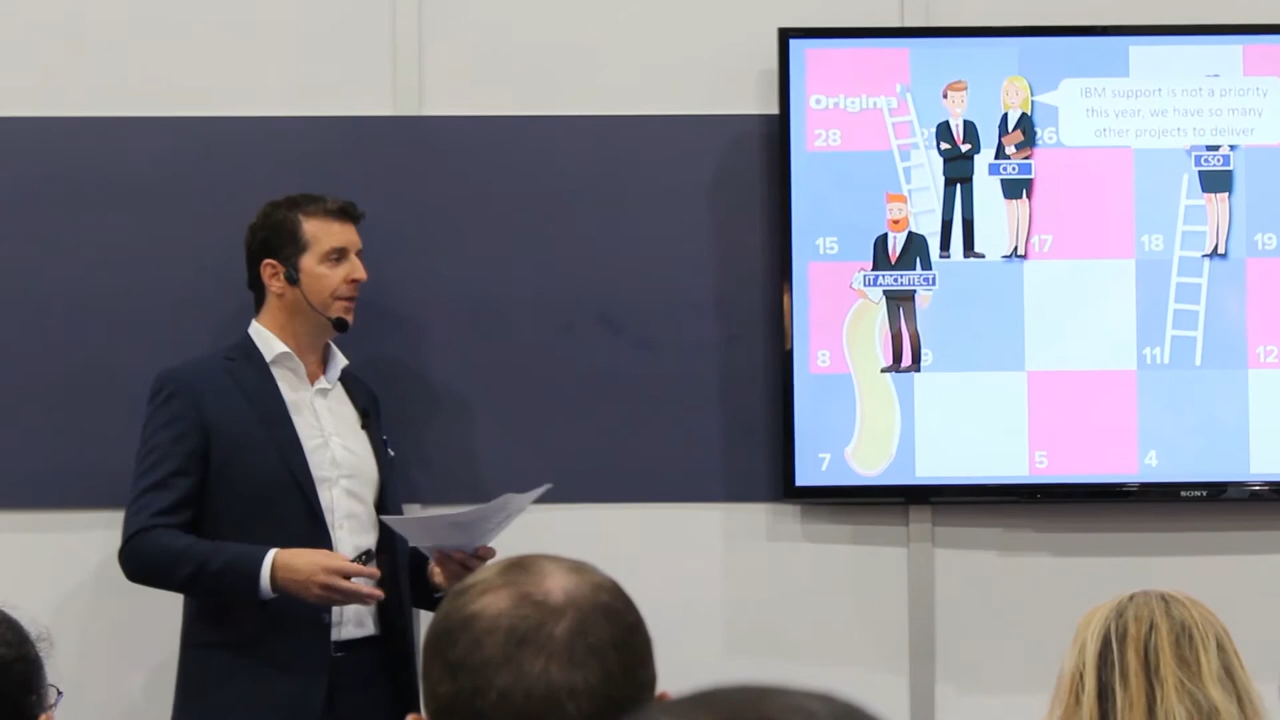 Origina
28
26
IBM support is not a priority
this year, we have so many
other projects to deliver
CIO
CSO
15
17
18
19
IT ARCHITECT
8
9
11
12
7
5
4
SONY